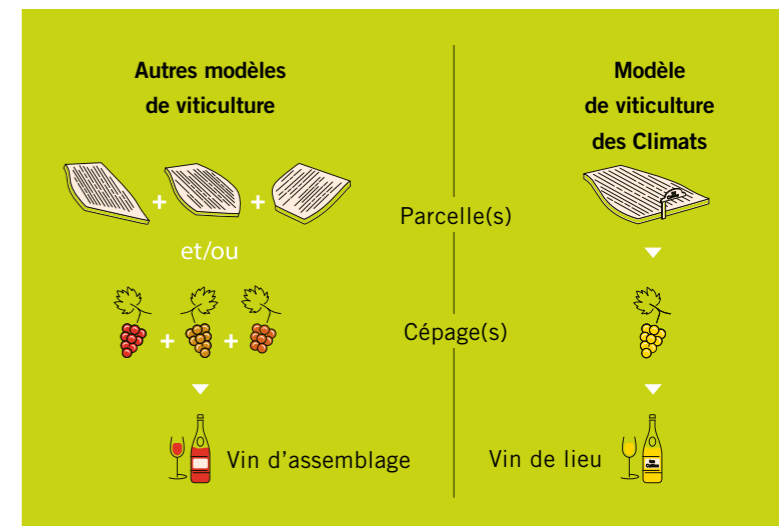 Autres modèles
de viticulture
Modèle
de viticulture
des Climats
+
+
Parcelle(s)
et/ou
+
+
Cépage(s)
Vin d'assemblage
Vin de lieu